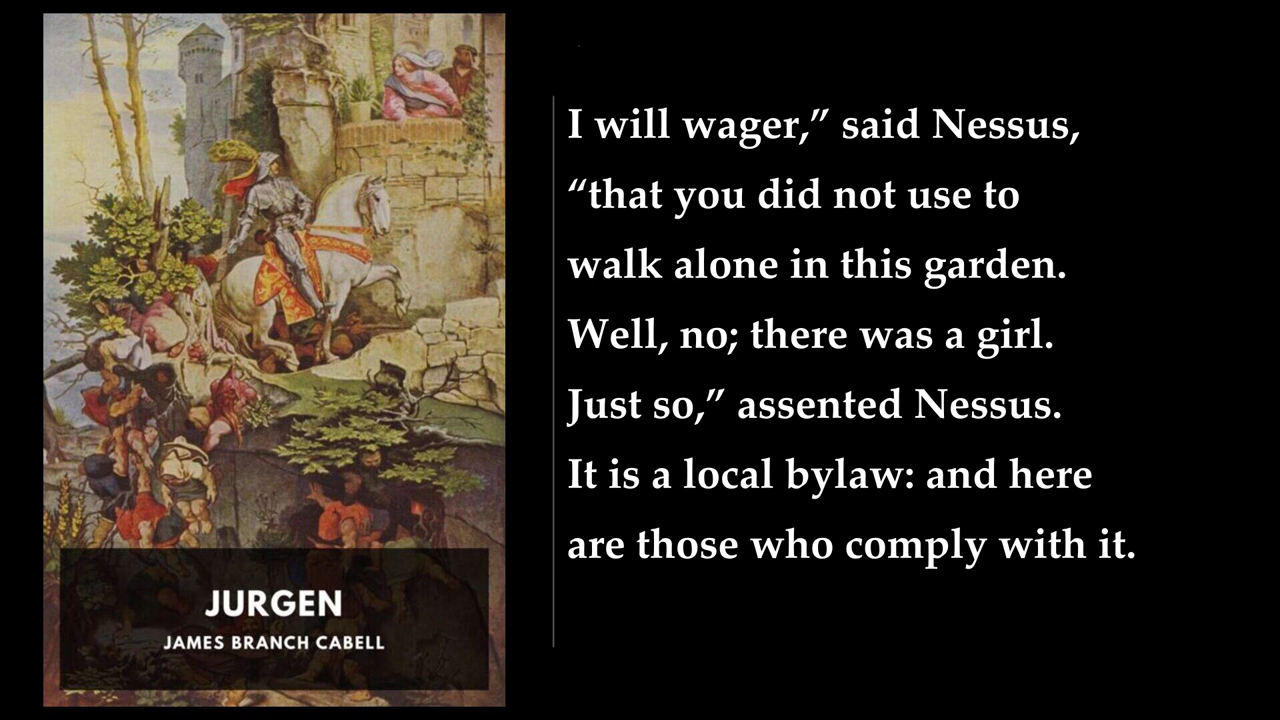 JURGEN
JAMES BRANCH CABELL
I will wager,” said Nessus,
“that you did not use to
walk alone in this garden.
Well, no; there was a girl.
Just so,” assented Nessus.
It is a local bylaw: and here
are those who comply with it.